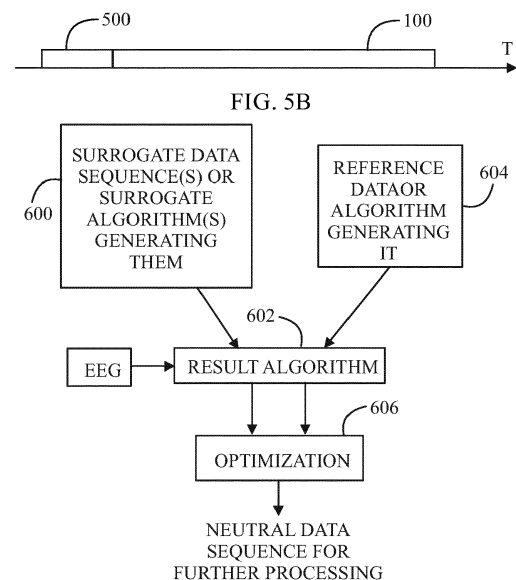 500
100
T
FIG. 5B
SURROGATE DATA
SEQUENCE(S) OR
SURROGATE
ALGORITHM(S)
GENERATING
THEM
600
REFERENCE
DATAOR
ALGORITHM
GENERATING
IT
604
602
EEG
RESULT ALGORITHM
606
OPTIMIZATION
NEUTRAL DATA
SEQUENCE FOR
FURTHER PROCESSING